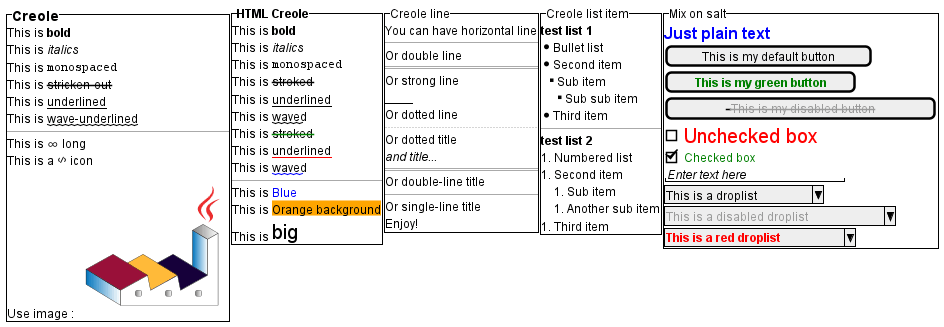 Creole
This is bold
This is italics
This is monospaced
This is stricken-out
This is underlined
This is wave-underlined
This is ∞ long
This is a icon
Use image :
HTML Creole
This is bold
This is italics
This is monospaced
This is stroked
This is underlined
This is waved
This is stroked
This is underlined
This is waved
This is Blue
This is Orange background
This is big
Creole line
You can have horizontal line
Or double line
Or strong line
Or dotted line
Or dotted title
and title...
Or double-line title
Or single-line title
Enjoy!
Creole list item
test list 1
• Bullet list
• Second item
▪ Sub item
▪ Sub sub item
• Third item
test list 2
1. Numbered list
1. Second item
1. Sub item
1. Another sub item
1. Third item
Mix on salt
Just plain text
This is my default button
This is my green button
This is my disabled button
Unchecked box
Checked box
Enter text here
This is a droplist
This is a disabled droplist
This is a red droplist